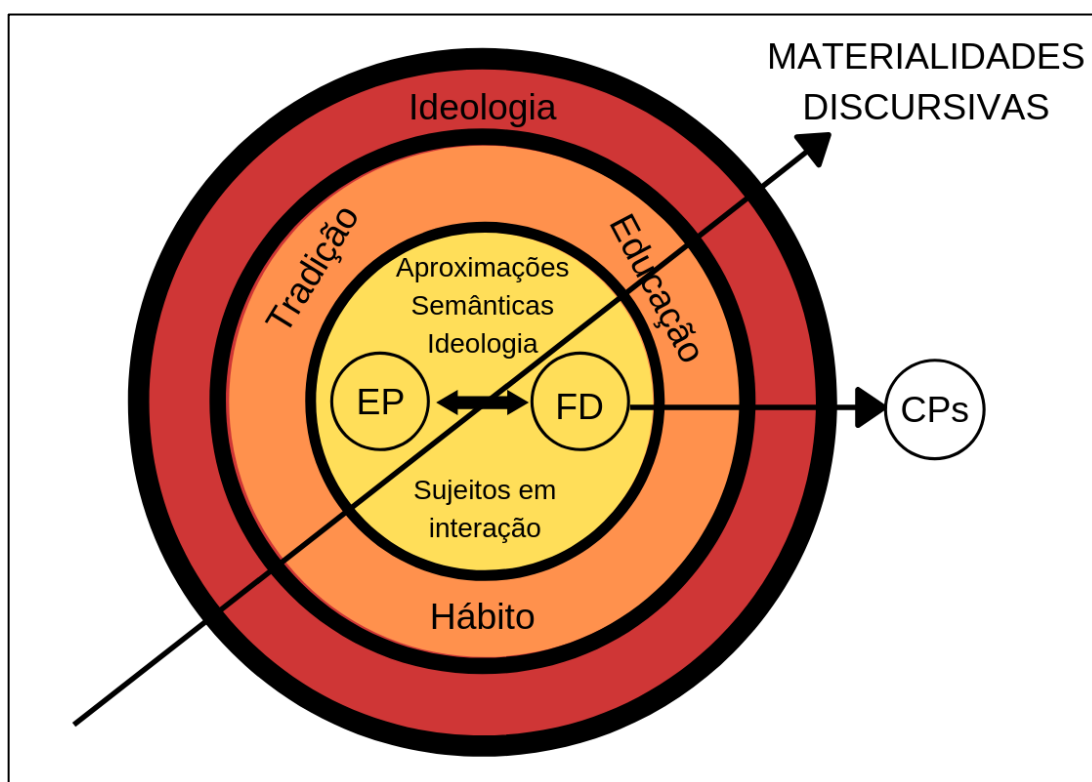 MATERIALIDADES
DISCURSIVAS
Ideologia
Tradição
Educação
Aproximações
Semânticas
Ideologia
EP
FD
CPs
Sujeitos em
interação
Hábito